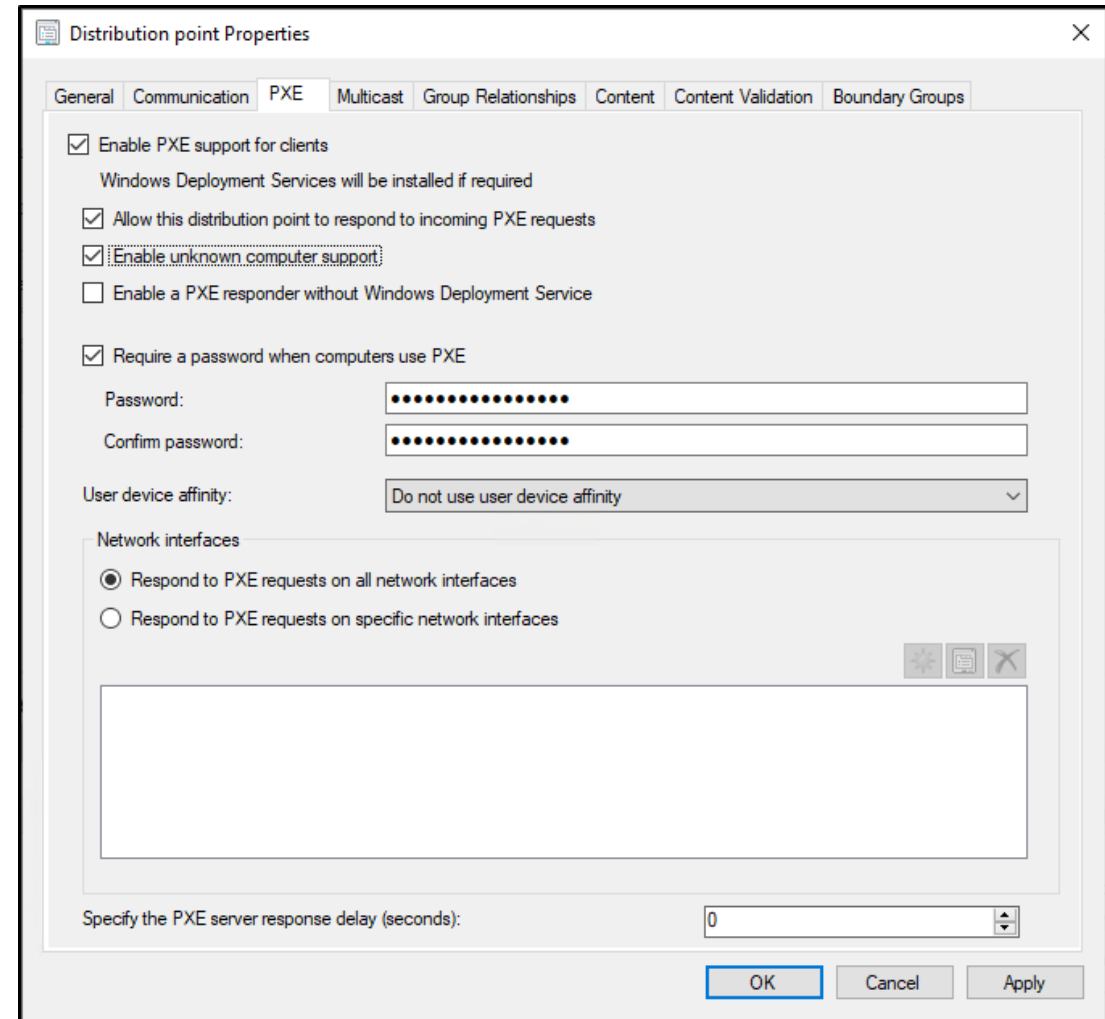 Distribution point Properties
General Communication PXE Multicast Group Relationships Content Content Validation Boundary Groups
Enable PXE support for clients
Windows Deployment Services will be installed if required
Allow this distribution point to respond to incoming PXE requests
Enable unknown computer support
Enable a PXE responder without Windows Deployment Service
Require a password when computers use PXE
Password: ••••••••••••••••
Confirm password: ••••••••••••••••
User device affinity: Do not use user device affinity
Network interfaces
Respond to PXE requests on all network interfaces
Respond to PXE requests on specific network interfaces
Specify the PXE server response delay (seconds): 0
OK Cancel Apply